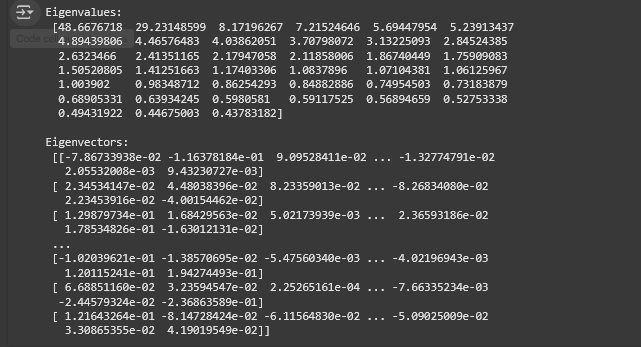 Eigenvalues:
[48.6676718 29.23148599 8.17196267 7.21524646 5.69447954 5.23913437
4.89439806 4.46576483 4.03862051 3.70798072 3.13225093 2.84524385
2.6323466 2.41351165 2.17947058 2.11858006 1.86740449 1.75909083
1.50520805 1.41251663 1.17403306 1.0837896 1.07104381 1.06125967
1.003902 0.98348712 0.86254293 0.84882886 0.74954503 0.73183879
0.68905331 0.63934245 0.5980581 0.59117525 0.56894659 0.52753338
0.49431922 0.44675003 0.43783182]
Eigenvectors:
[[-7.86733938e-02 -1.16378184e-01 9.09528411e-02 ... -1.32774791e-02
2.05532008e-03 9.43230727e-03]
[ 2.34534147e-02 4.48038396e-02 8.23359013e-02 ... -8.26834080e-02
2.23453916e-02 -4.00154462e-02]
[ 1.29879734e-01 1.68429563e-02 5.02173939e-03 ... 2.36593186e-02
1.78534826e-01 -1.63012131e-02]
...
[-1.02039621e-01 -1.38570695e-02 -5.47560340e-03 ... -4.02196943e-03
1.20115241e-01 1.94274493e-01]
[ 6.68851160e-02 3.23594547e-02 2.25265161e-04 ... -7.66335234e-03
-2.44579324e-02 -2.36863589e-01]
[ 1.21643264e-01 -8.14728424e-02 -6.11564830e-02 ... -5.09025009e-02
3.30865355e-02 4.19019549e-02]]